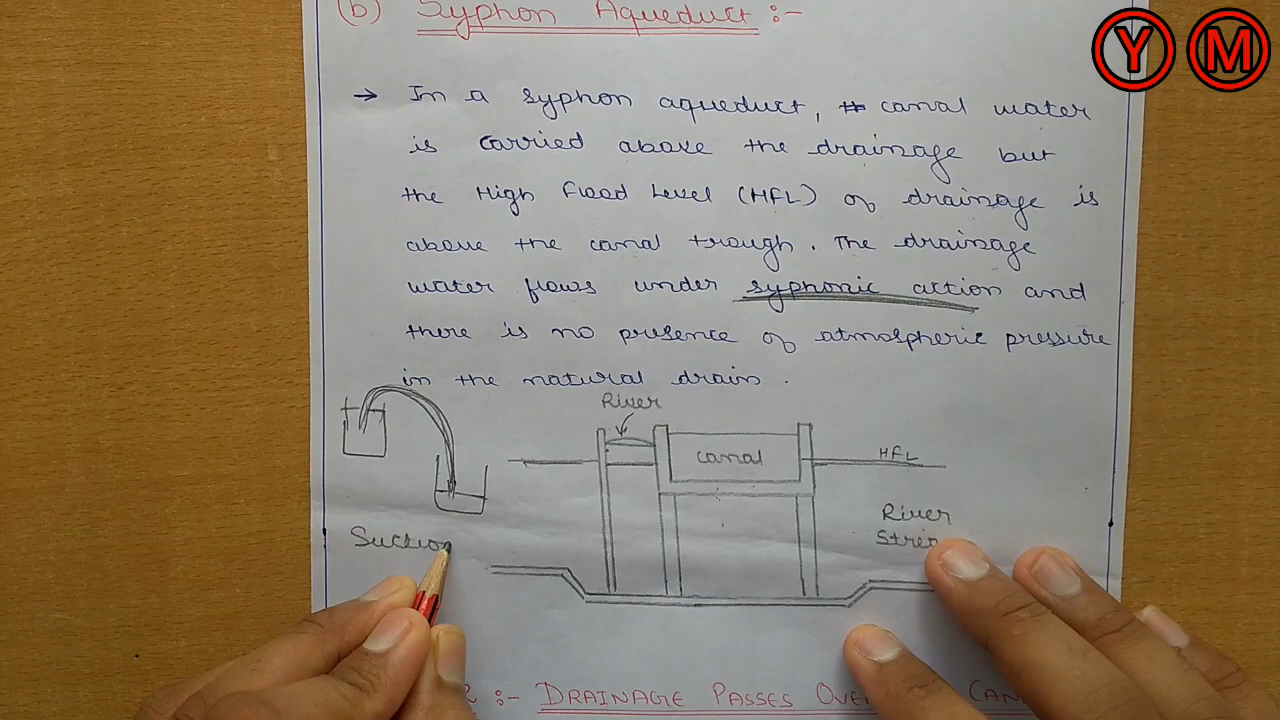 Y M
(b) Syphon Aqueduct :-
→ In a syphon aqueduct, canal water
is carried above the drainage but
the High Flood Level (HFL) of drainage is
above the canal trough. The drainage
water flows under syphonic action and
there is no presence of atmospheric pressure
in the natural drain.
River
canal
HFL
River
Suction
:- DRAINAGE PASSES